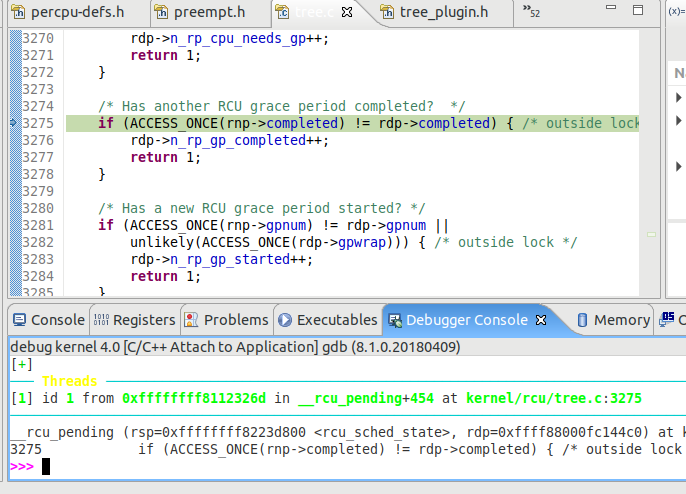 percpu-defs.h preempt.h tree.c tree_plugin.h »52 (x)=
3270 rdp->n_rp_cpu_needs_gp++;
3271 return 1;
3272 }
3273
3274 /* Has another RCU grace period completed?  */
3275 if (ACCESS_ONCE(rnp->completed) != rdp->completed) { /* outside lock
3276 rdp->n_rp_gp_completed++;
3277 return 1;
3278 }
3279
3280 /* Has a new RCU grace period started? */
3281 if (ACCESS_ONCE(rnp->gpnum) != rdp->gpnum ||
3282 unlikely(ACCESS_ONCE(rdp->gpwrap))) { /* outside lock */
3283 rdp->n_rp_gp_started++;
3284 return 1;
3285 }
Console Registers Problems Executables Debugger Console Memory OS
debug kernel 4.0 [C/C++ Attach to Application] gdb (8.1.0.20180409)
[+]
Threads
[1] id 1 from 0xffffffff8112326d in __rcu_pending+454 at kernel/rcu/tree.c:3275
__rcu_pending (rsp=0xffffffff8223d800 <rcu_sched_state>, rdp=0xffff88000fc144c0) at k
3275 if (ACCESS_ONCE(rnp->completed) != rdp->completed) { /* outside lock
>>>